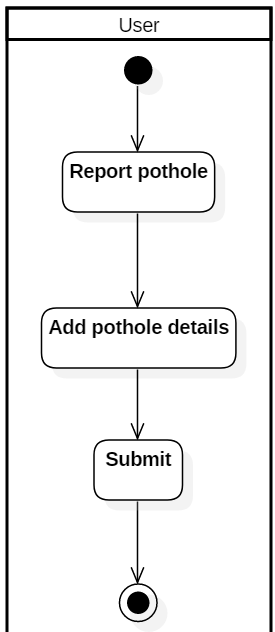 User
Report pothole
Add pothole details
Submit